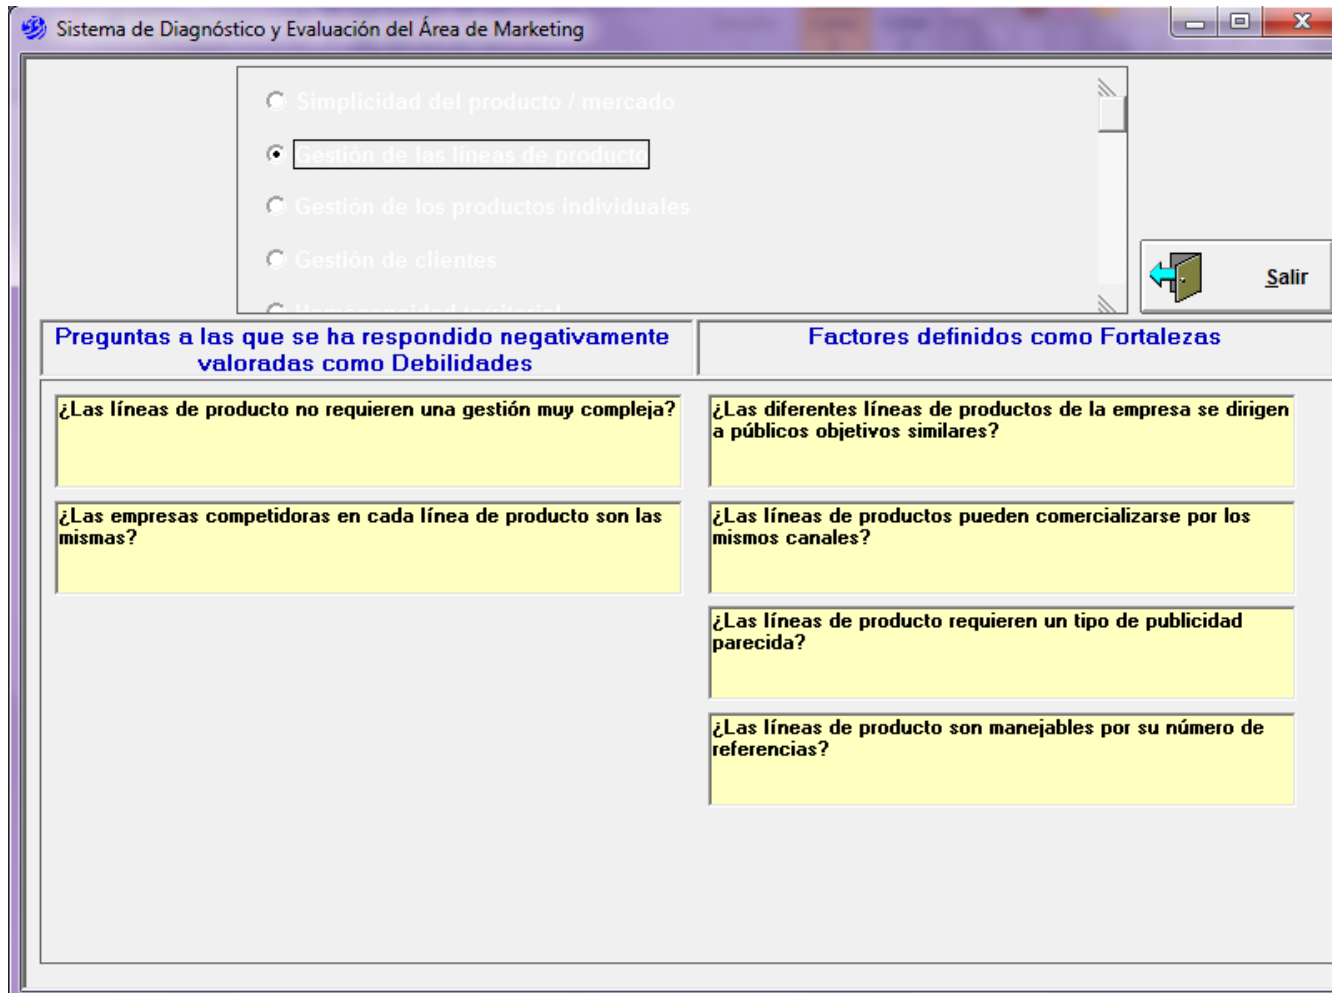 Sistema de Diagnóstico y Evaluación del Área de Marketing
Simplicidad del producto / mercado
Gestión de las líneas de producto
Gestión de los productos individuales
Gestión de clientes
Homogeneidad territorial
Salir
Preguntas a las que se ha respondido negativamente
valoradas como Debilidades
Factores definidos como Fortalezas
¿Las líneas de producto no requieren una gestión muy compleja?
¿Las empresas competidoras en cada línea de producto son las
mismas?
¿Las diferentes líneas de productos de la empresa se dirigen
a públicos objetivos similares?
¿Las líneas de productos pueden comercializarse por los
mismos canales?
¿Las líneas de producto requieren un tipo de publicidad
parecida?
¿Las líneas de producto son manejables por su número de
referencias?